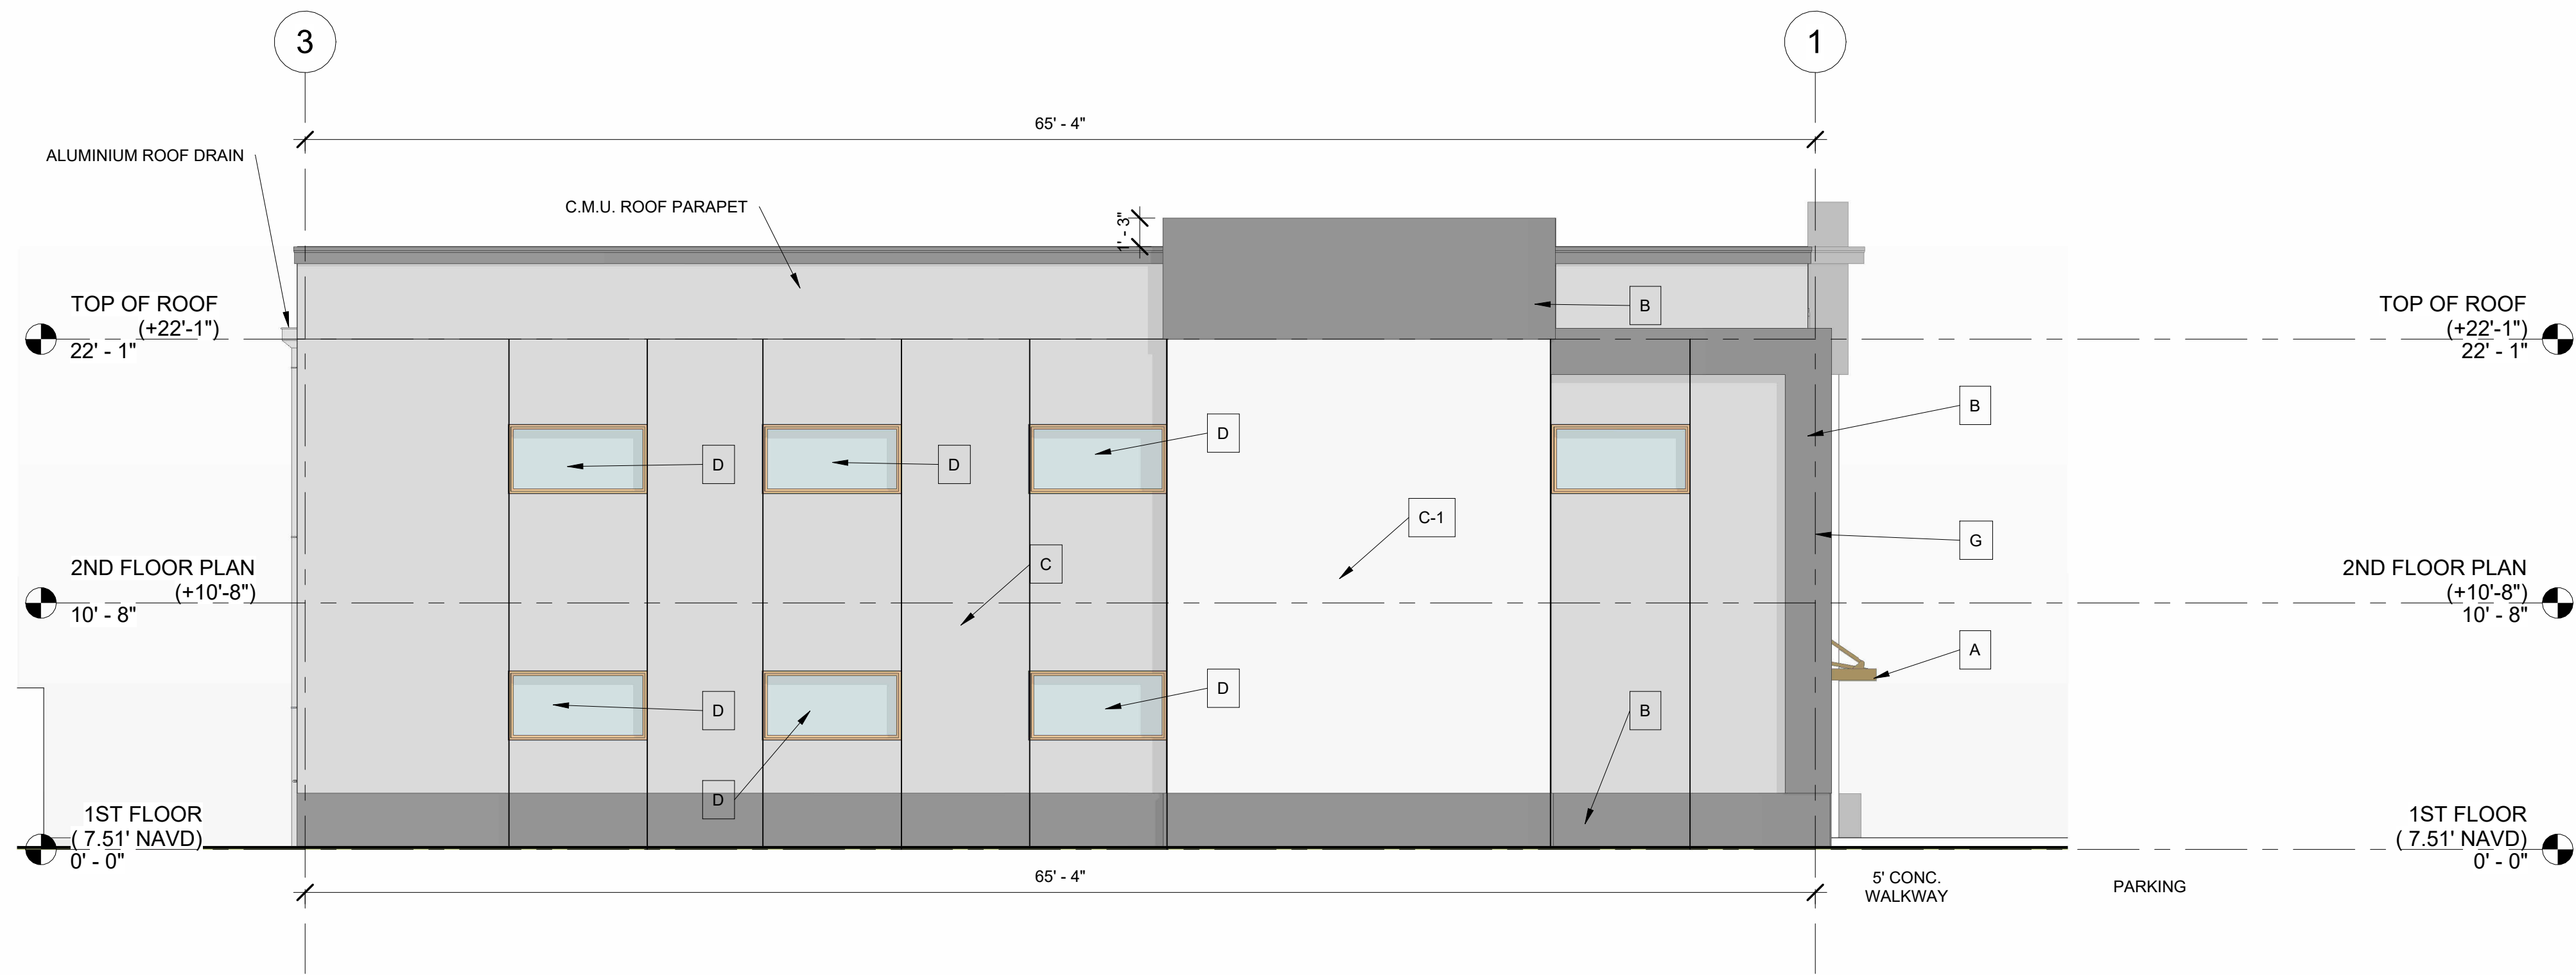 3
1
65' - 4"
ALUMINIUM ROOF DRAIN
C.M.U. ROOF PARAPET
1' - 3"
TOP OF ROOF
(+22'-1")
22' - 1"
B
TOP OF ROOF
(+22'-1")
22' - 1"
B
D
D
D
C-1
G
C
2ND FLOOR PLAN
(+10'-8")
10' - 8"
2ND FLOOR PLAN
(+10'-8")
10' - 8"
A
D
D
B
D
1ST FLOOR
( 7.51' NAVD)
0' - 0"
1ST FLOOR
( 7.51' NAVD)
0' - 0"
65' - 4"
5' CONC.
WALKWAY
PARKING